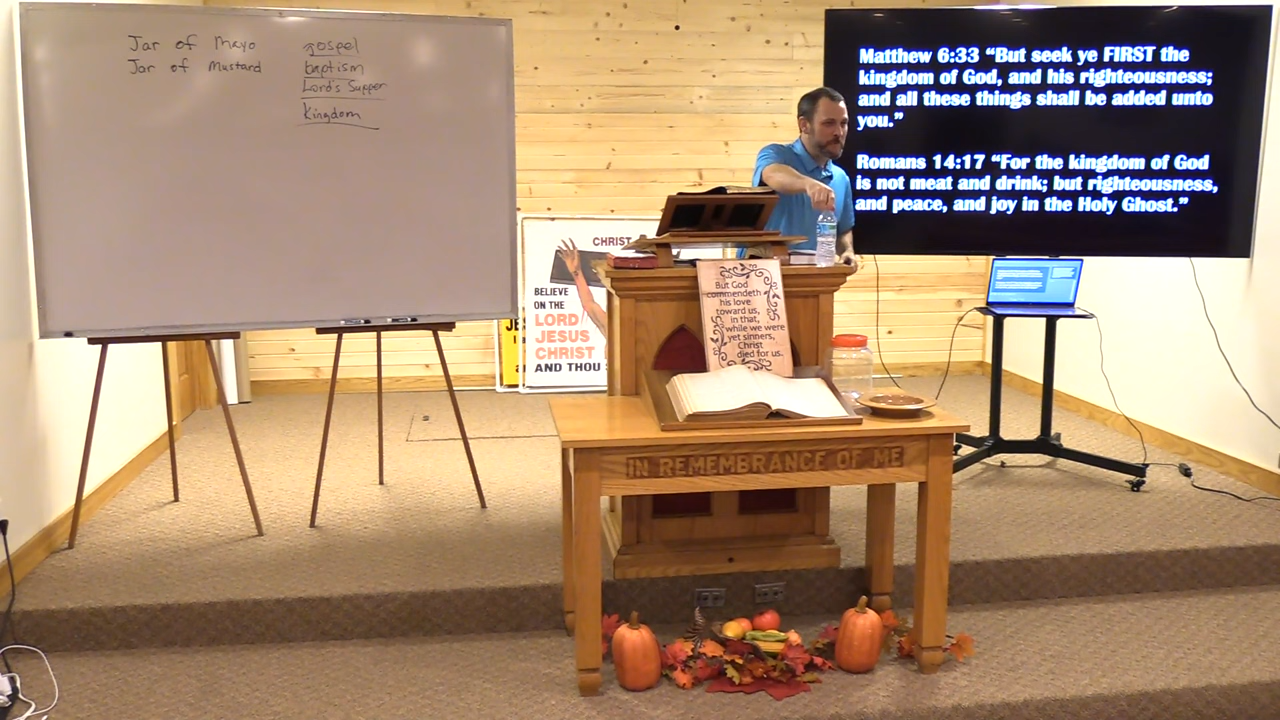 Jar of Mayo
Jar of Mustard
gospel
baptism
Lord's Supper
Kingdom
Matthew 6:33 “But seek ye FIRST the
kingdom of God, and his righteousness;
and all these things shall be added unto
you.”
Romans 14:17 “For the kingdom of God
is not meat and drink; but righteousness,
and peace, and joy in the Holy Ghost.”
CHRIST
BELIEVE
ON THE
LORD
JESUS
CHRIST
AND THOU
But God
commendeth
his love
toward us,
in that,
while we were
yet sinners,
Christ
died for us.
IN REMEMBRANCE OF ME